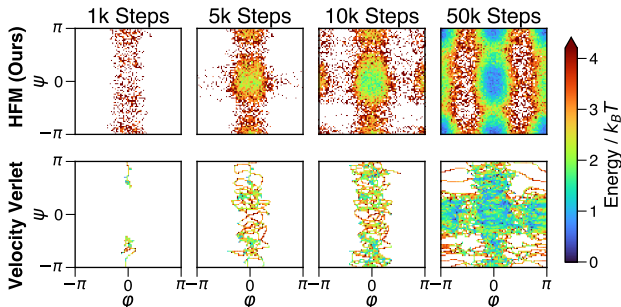 1k Steps 5k Steps 10k Steps 50k Steps
HFM (Ours)
ψ
π
0
−π
Velocity Verlet
ψ
π
0
−π
−π 0 π −π 0 π −π 0 π −π 0 π
φ φ φ φ
4
3
2
1
0
Energy / k_BT